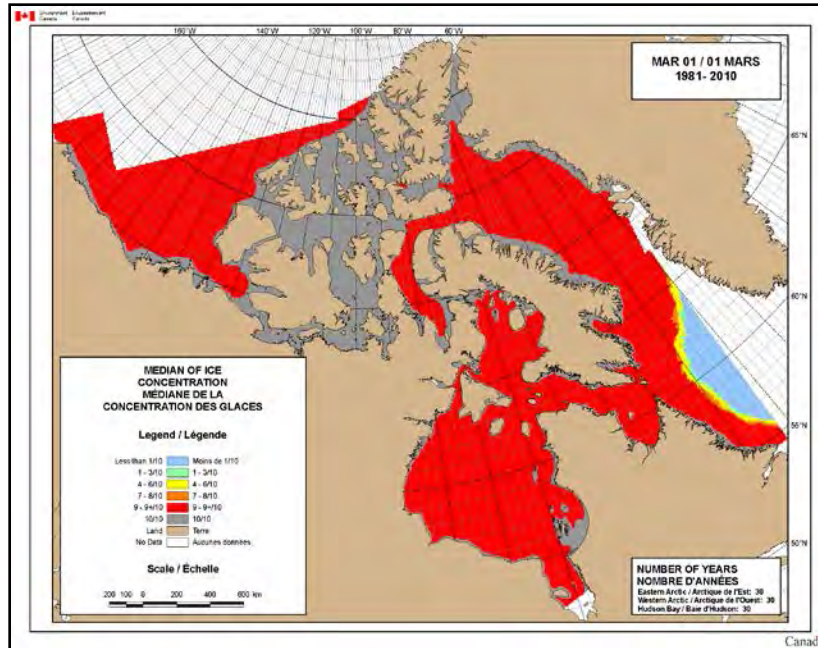 Environment Environnement
Canada Canada
160°W 140°W 120°W 100°W 80°W 60°W
MAR 01 / 01 MARS
1981- 2010
65°N
60°N
55°N
50°N
MEDIAN OF ICE
CONCENTRATION
MÉDIANE DE LA
CONCENTRATION DES GLACES
Legend / Légende
Less than 1/10 Moins de 1/10
1 - 3/10 1 - 3/10
4 - 6/10 4 - 6/10
7 - 8/10 7 - 8/10
9 - 9+/10 9 - 9+/10
10/10 10/10
Land Terre
No Data Aucunes données
Scale / Échelle
200 100 0 200 400 600 km
NUMBER OF YEARS
NOMBRE D'ANNÉES
Eastern Arctic / Arctique de l'Est: 30
Western Arctic / Arctique de l'Ouest: 30
Hudson Bay / Baie d'Hudson: 30
Canad